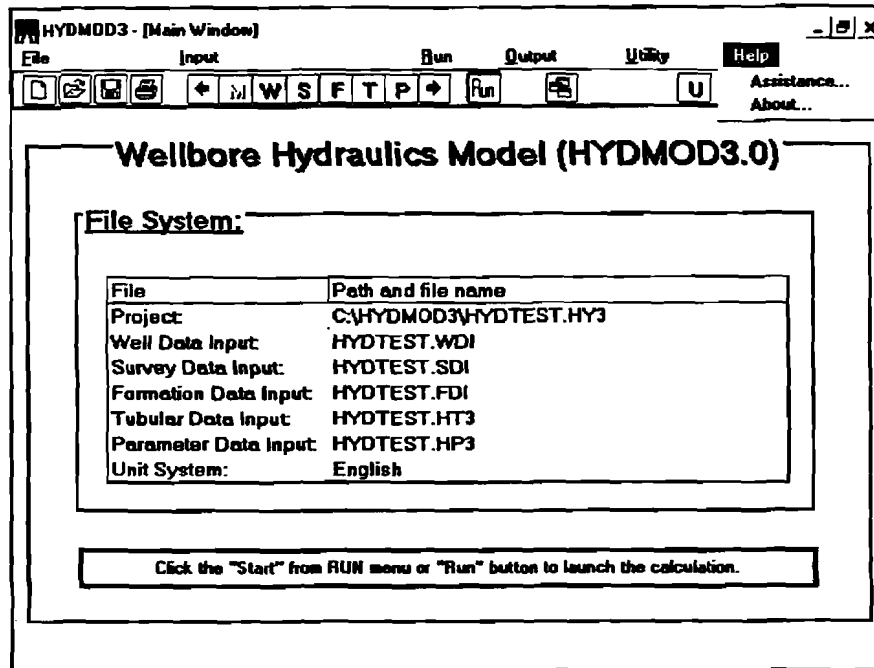 HYDMOD3 - [Main Window]
File Input Run Output Utility Help
W S F T P Run U
Assistance...
About...
Wellbore Hydraulics Model (HYDMOD3.0)
File System:
File Path and file name
Project: C:\HYDMOD3\HYDTEST.HY3
Well Data Input: HYDTEST.WDI
Survey Data Input: HYDTEST.SDI
Formation Data Input: HYDTEST.FDI
Tubular Data Input: HYDTEST.HT3
Parameter Data Input: HYDTEST.HP3
Unit System: English
Click the "Start" from RUN menu or "Run" button to launch the calculation.